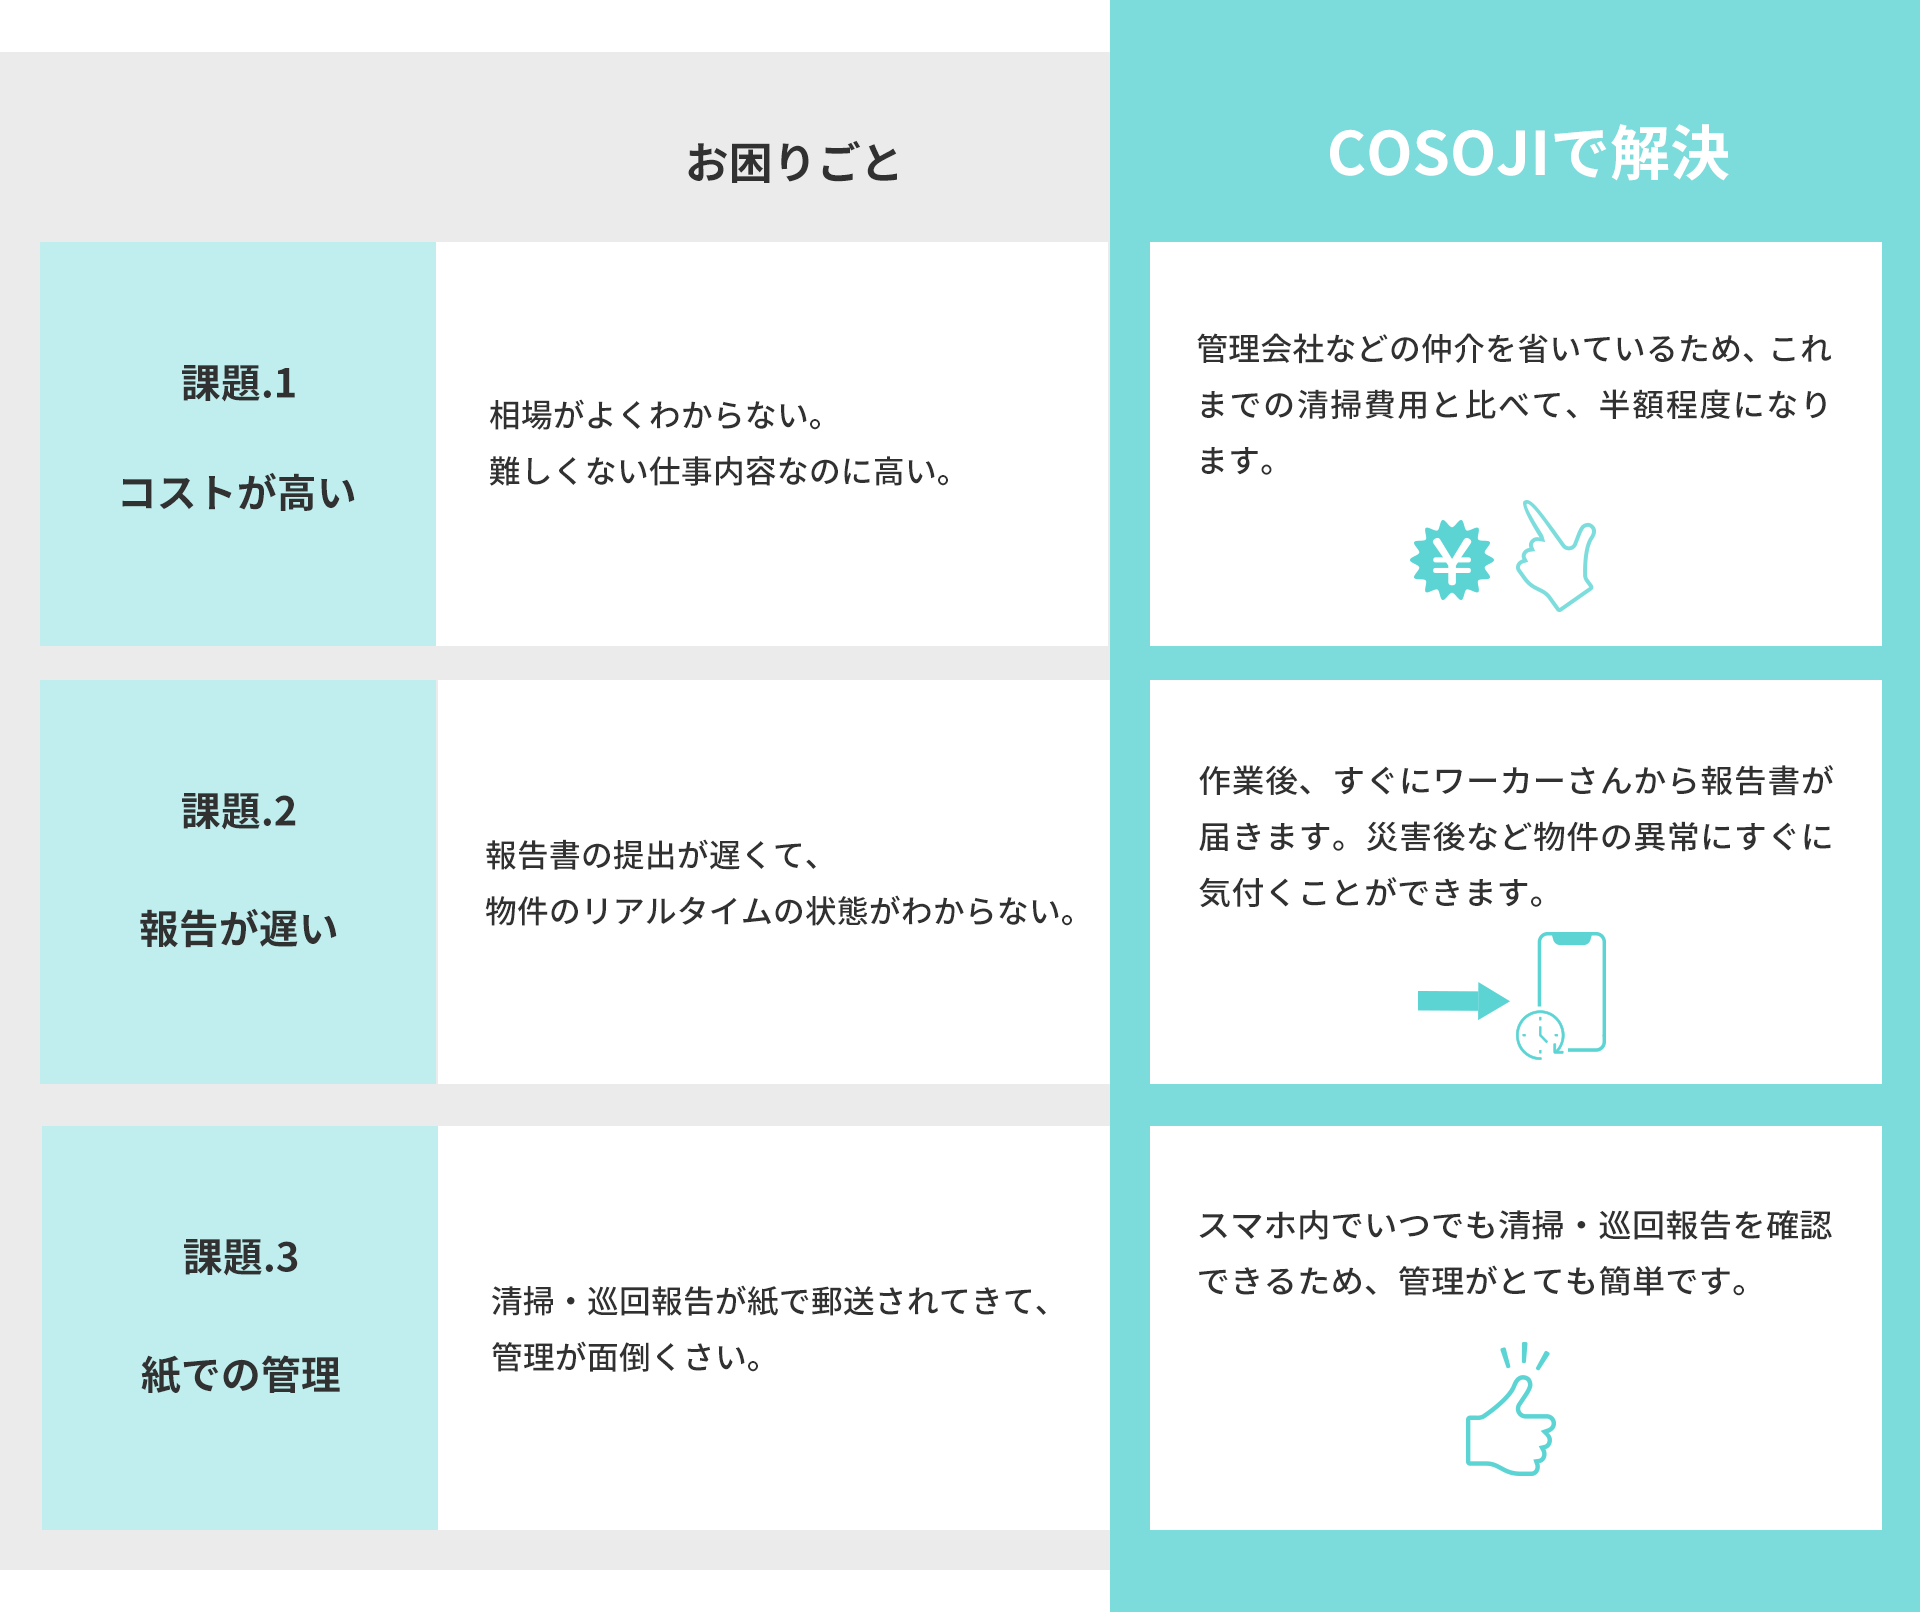 お困りごと
COSOJIで解決
課題.1
コストが高い
相場がよくわからない。
難しくない仕事内容なのに高い。
管理会社などの仲介を省いているため、これ
までの清掃費用と比べて、半額程度になり
ます。
¥
課題.2
報告が遅い
報告書の提出が遅くて、
物件のリアルタイムの状態がわからない。
作業後、すぐにワーカーさんから報告書が
届きます。災害後など物件の異常にすぐに
気付くことができます。
課題.3
紙での管理
清掃・巡回報告が紙で郵送されてきて、
管理が面倒くさい。
スマホ内でいつでも清掃・巡回報告を確認
できるため、管理がとても簡単です。